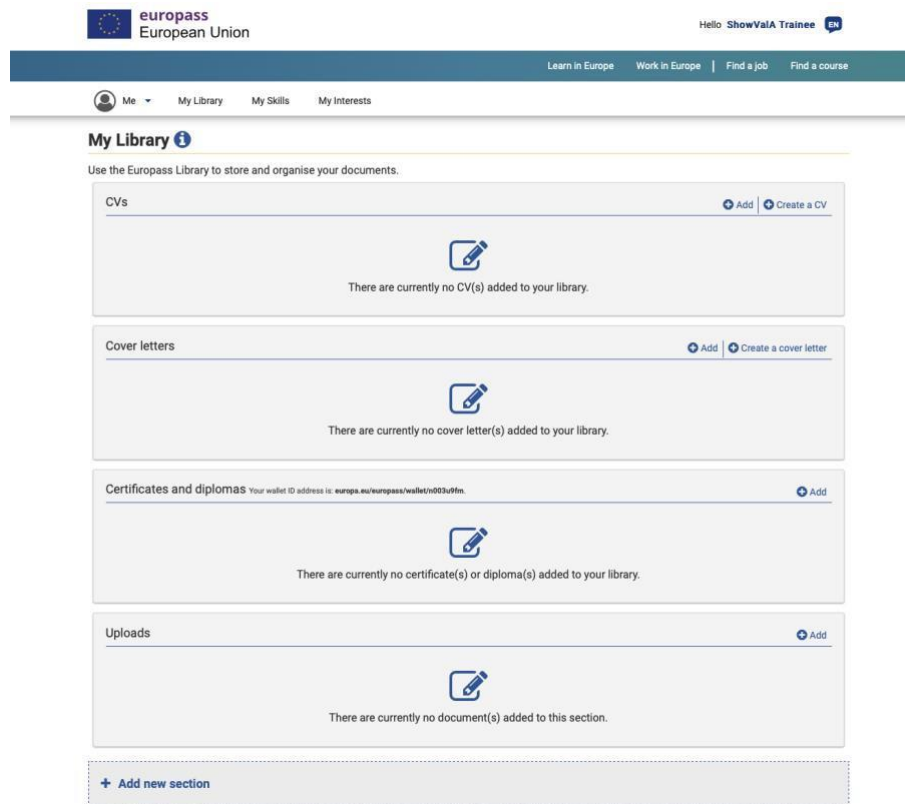 europass
European Union
Hello ShowValA Trainee EN
Learn in Europe Work in Europe | Find a job Find a course
Me My Library My Skills My Interests
My Library i
Use the Europass Library to store and organise your documents.
CVs Add | Create a CV
There are currently no CV(s) added to your library.
Cover letters Add | Create a cover letter
There are currently no cover letter(s) added to your library.
Certificates and diplomas Your wallet ID address is: europa.eu/europass/wallet/n003u9fm. Add
There are currently no certificate(s) or diploma(s) added to your library.
Uploads Add
There are currently no document(s) added to this section.
+ Add new section